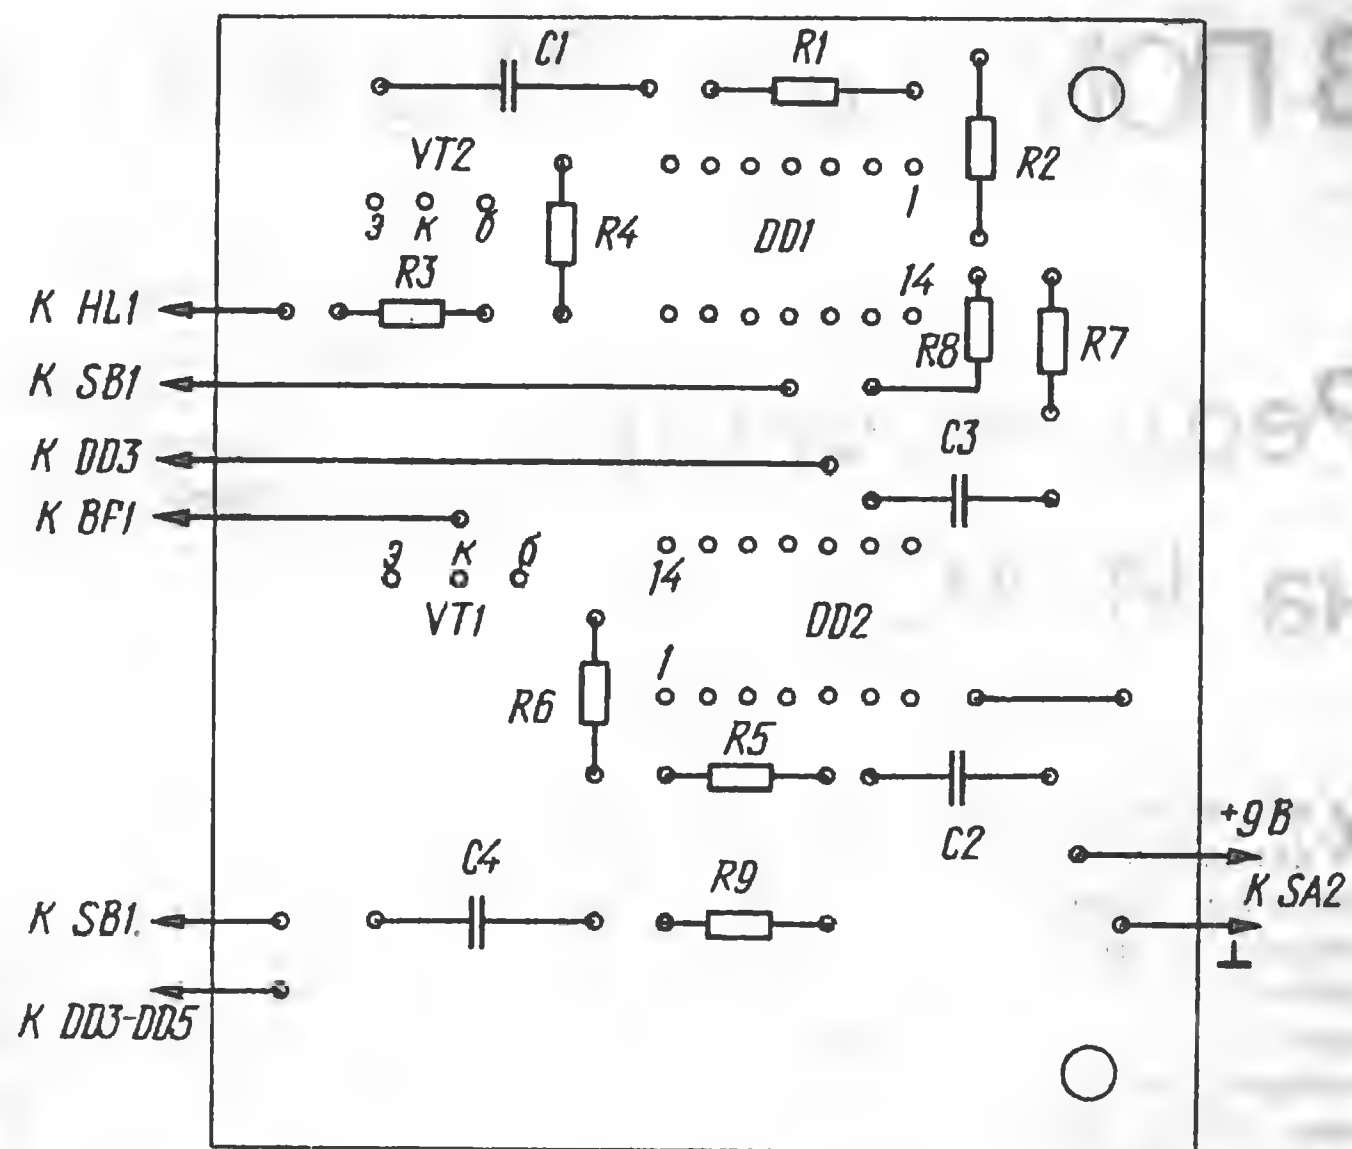 C1
R1
VT2
R2
э к б
R4
DD1
1
R3
14
К HL1
R8
R7
К SB1
C3
К DD3
К BF1
э к б
14
VT1
DD2
1
R6
R5
+9 В
C2
C4
R9
К SA2
К SB1.
К DD3-DD5